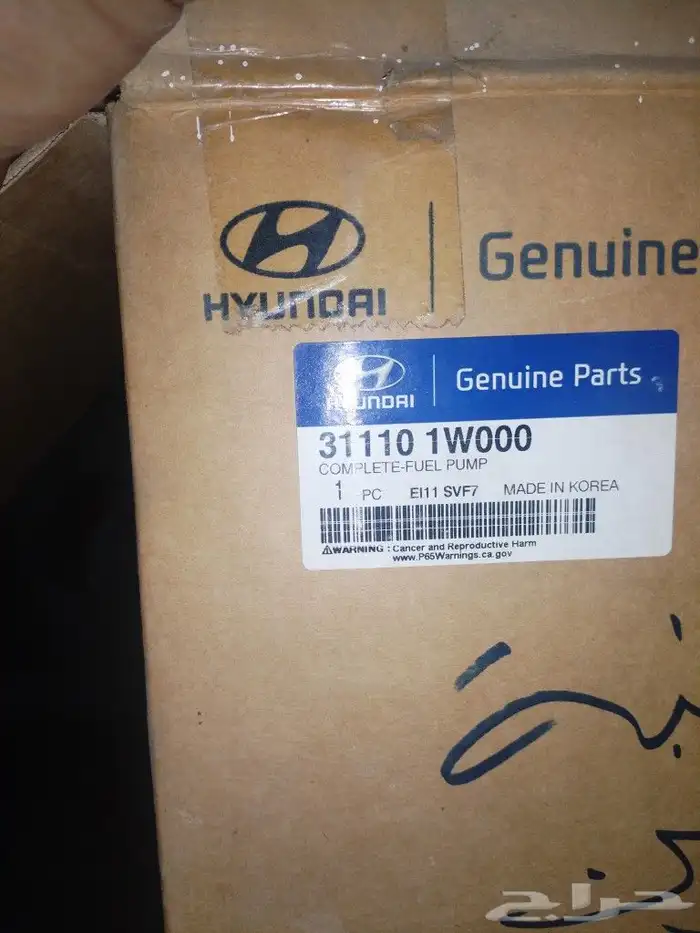 HYUNDAI
Genuine
HYUNDAI
Genuine Parts
31110 1W000
COMPLETE-FUEL PUMP
1 PC EI11 SVF7 MADE IN KOREA
⚠WARNING : Cancer and Reproductive Harm
www.P65Warnings.ca.gov
حراج